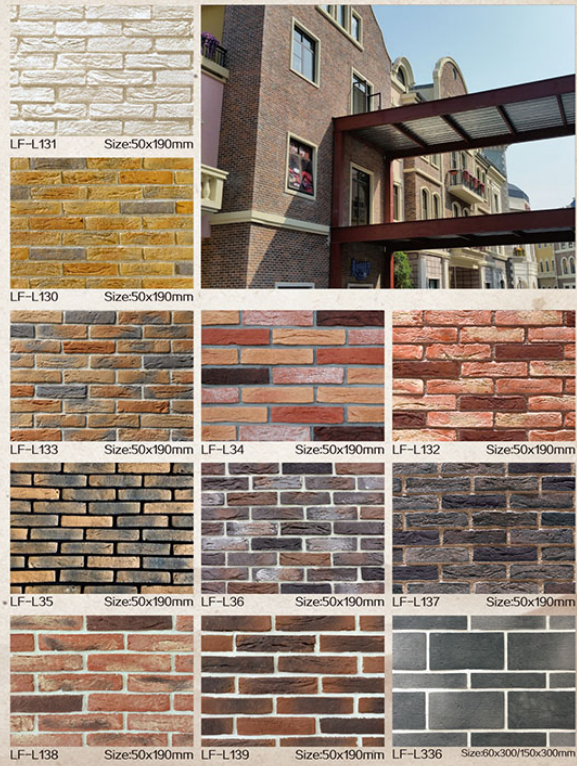 LF-L131 Size:50x190mm
LF-L130 Size:50x190mm
LF-L133 Size:50x190mm
LF-L34 Size:50x190mm
LF-L132 Size:50x190mm
LF-L35 Size:50x190mm
LF-L36 Size:50x190mm
LF-L137 Size:50x190mm
LF-L138 Size:50x190mm
LF-L139 Size:50x190mm
LF-L336 Size:60x300/150x300mm